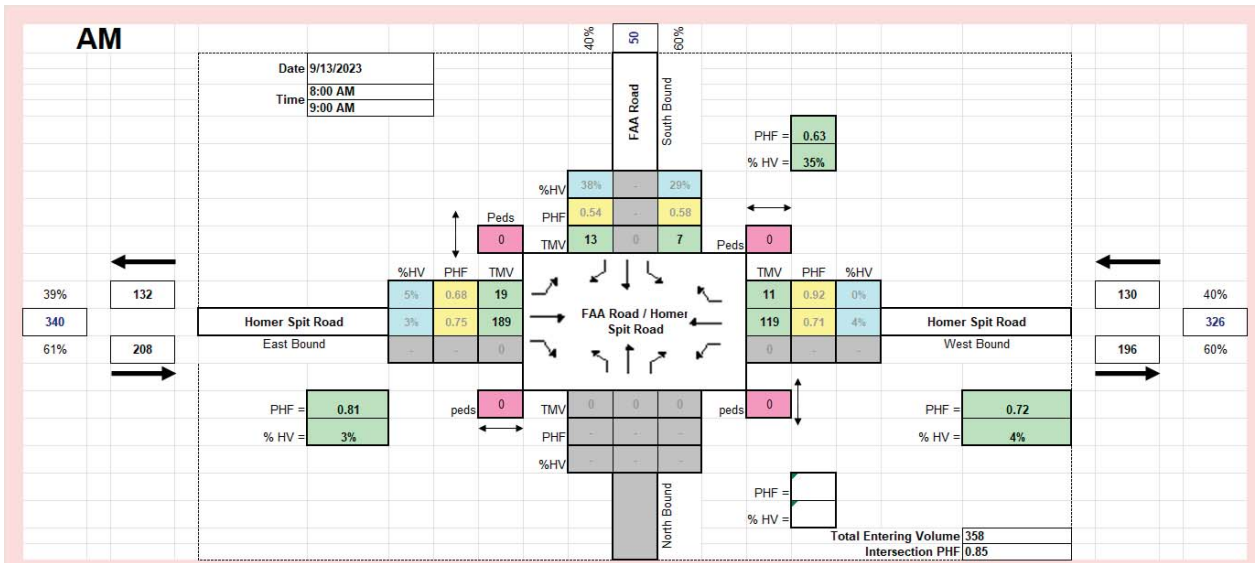 AM
40% 50 60%
Date 9/13/2023
Time 8:00 AM
9:00 AM
FAA Road
South Bound
PHF = 0.63
% HV = 35%
%HV 38% - 29%
PHF 0.54 - 0.58
Peds
0
TMV 13 0 7
Peds 0
%HV PHF TMV
TMV PHF %HV
39% 132 5% 0.68 19 11 0.92 0% 130 40%
340 Homer Spit Road 3% 0.75 189 FAA Road / Homer Spit Road 119 0.71 4% Homer Spit Road 326
61% 208 East Bound - - 0 0 - - West Bound 196 60%
PHF = 0.81
% HV = 3%
peds 0
TMV 0 0 0
PHF - - -
%HV - - -
peds 0
PHF = 0.72
% HV = 4%
North Bound
PHF =
% HV =
Total Entering Volume 358
Intersection PHF 0.85